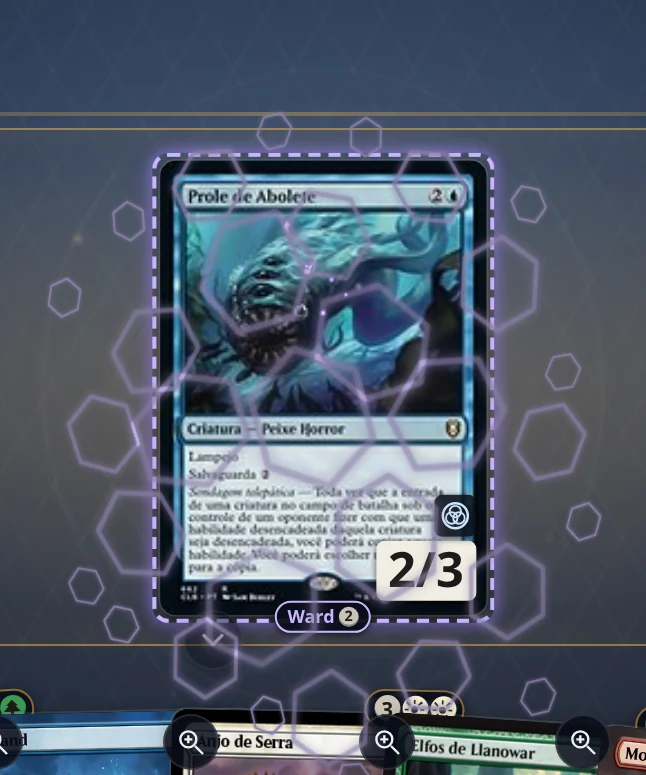 Prole de Abolete 2
Criatura — Peixe Horror
Lampejo
Salvaguarda 2
Sondagem telepática — Toda vez que a entrada
de uma criatura no campo de batalha sob o
controle de um oponente fizer com que uma
habilidade desencadeada daquela criatura
seja desencadeada, você poderá
habilidade. Você poderá escolher
para a cópia.
2/3
Ward 2
3
and
Anjo de Serra
Elfos de Llanowar
Mo